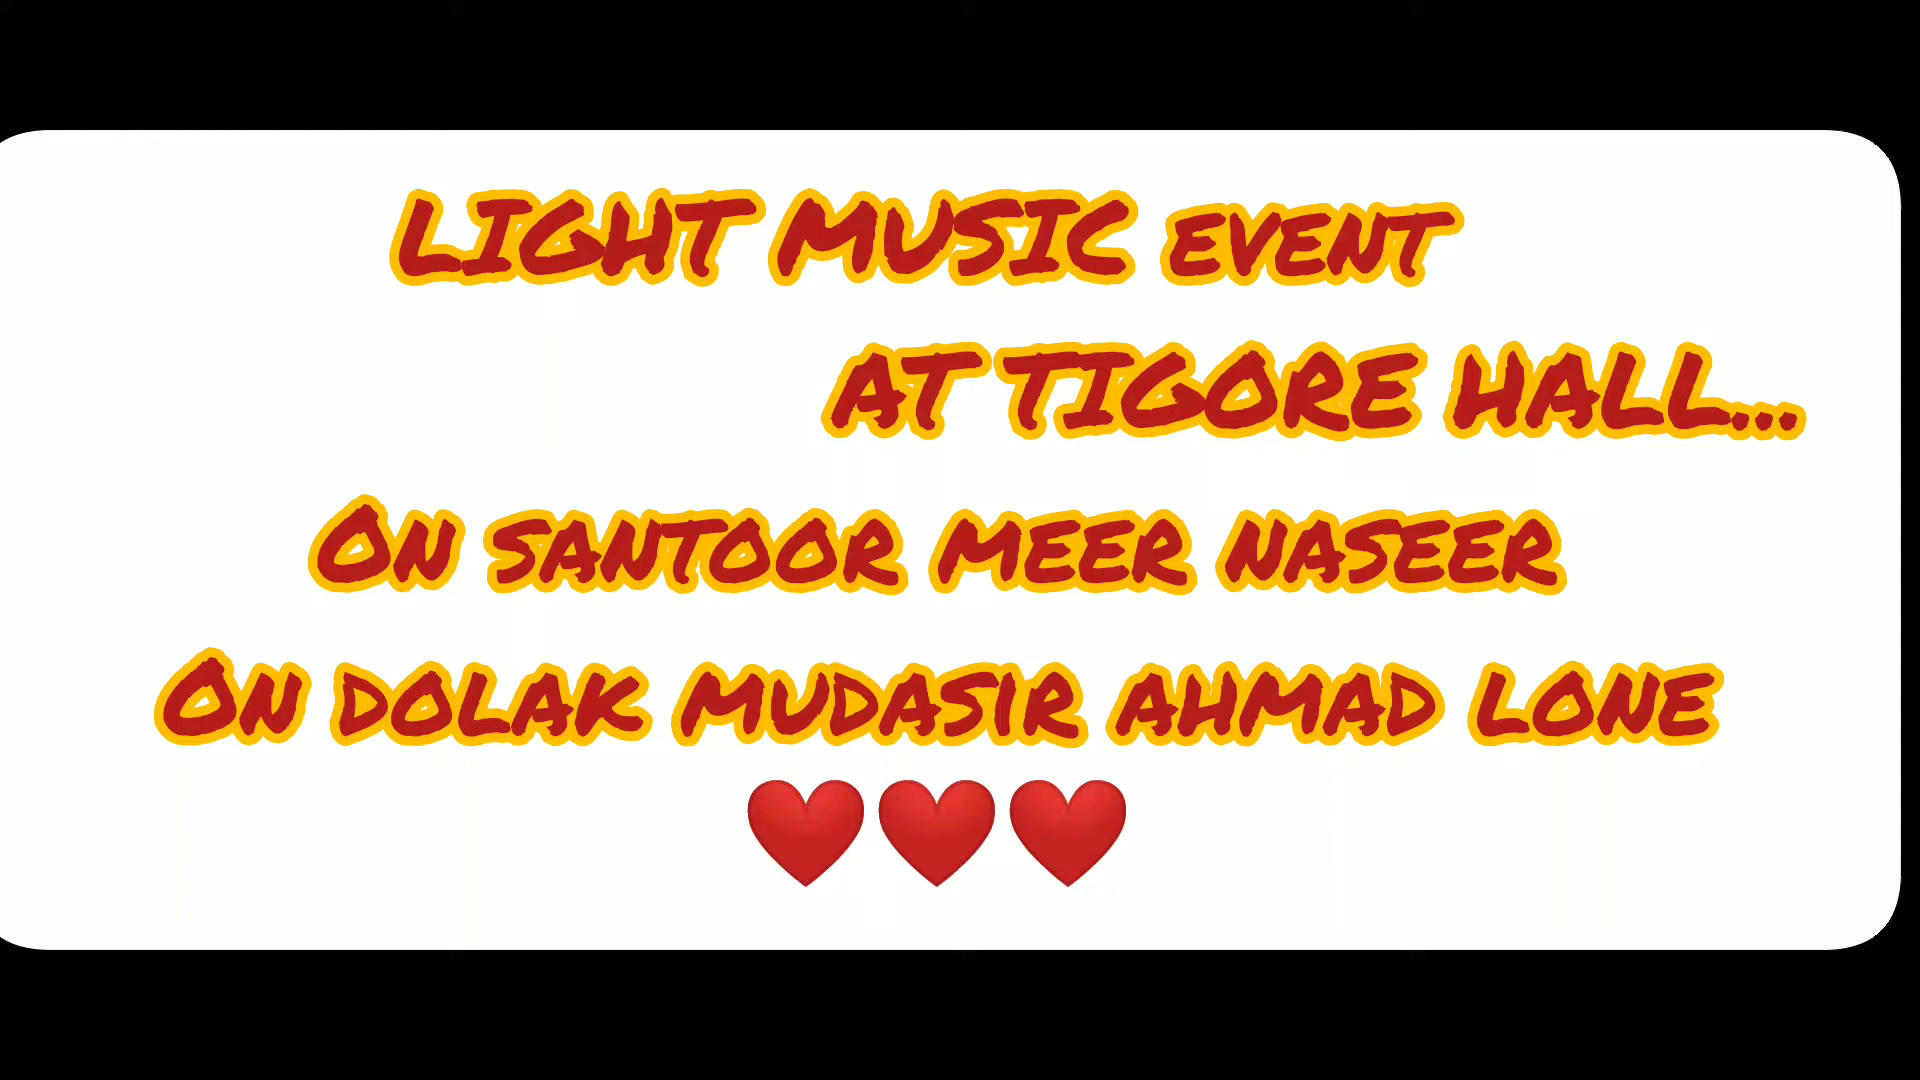 LIGHT MUSIC EVENT
AT TIGORE HALL...
On SANTOOR MEER NASEER
On DOLAK MUDASIR AHMAD LONE
❤️❤️❤️